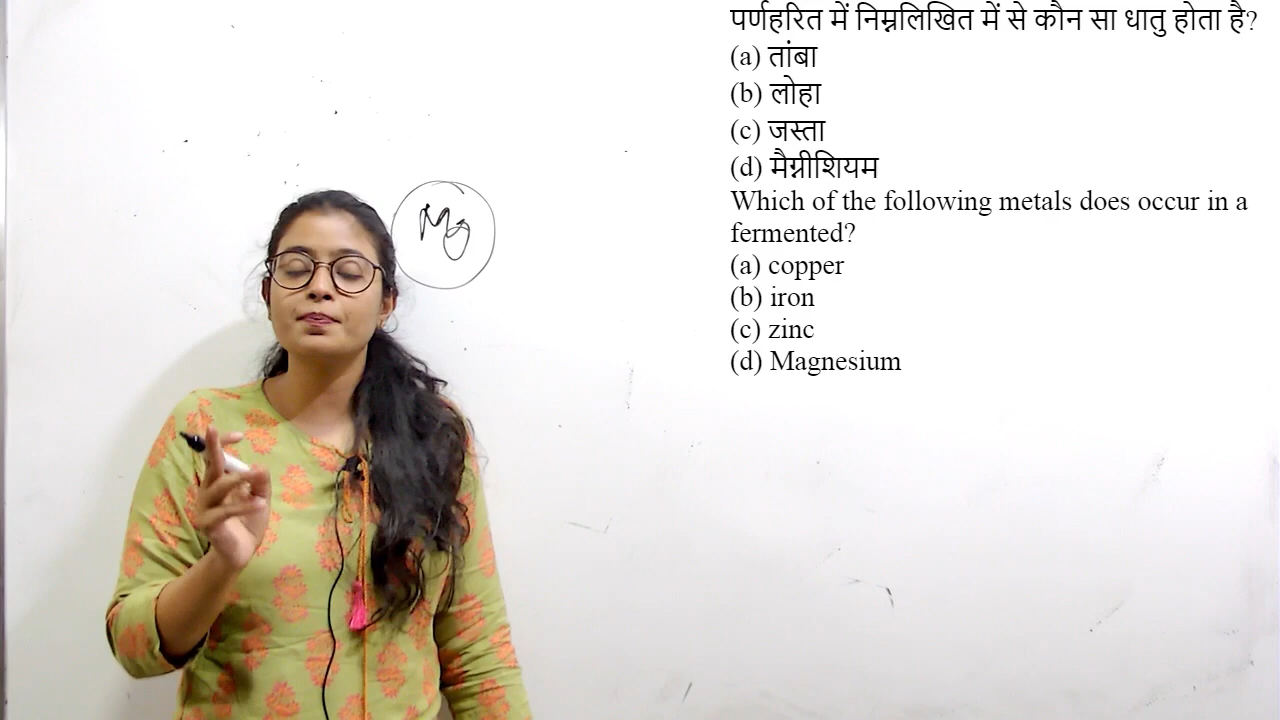 पर्णहरित में निम्नलिखित में से कौन सा धातु होता है?
(a) तांबा
(b) लोहा
(c) जस्ता
(d) मैग्नीशियम
Which of the following metals does occur in a
fermented?
(a) copper
(b) iron
(c) zinc
(d) Magnesium
Mg